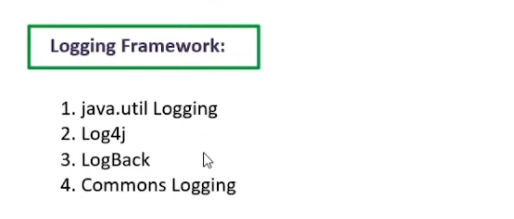 Logging Framework:
1. java.util Logging
2. Log4j
3. LogBack
4. Commons Logging